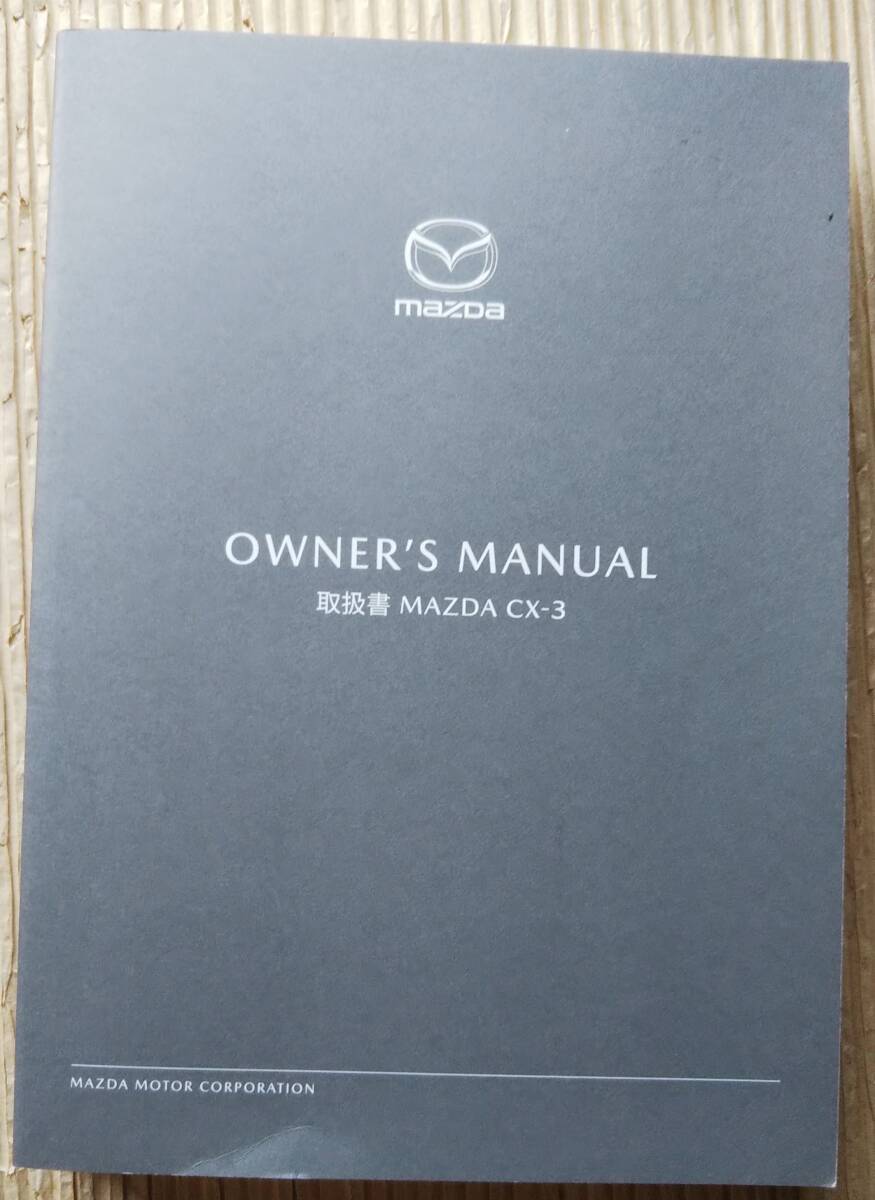 mazda
OWNER'S MANUAL
取扱書 MAZDA CX-3
MAZDA MOTOR CORPORATION